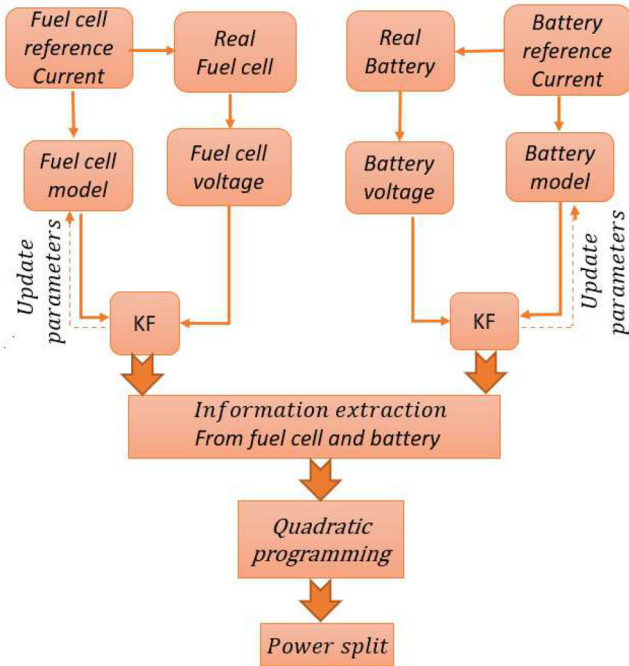 Fuel cell
reference
Current
Real
Fuel cell
Real
Battery
Battery
reference
Current
Fuel cell
model
Fuel cell
voltage
Battery
voltage
Battery
model
Update
parameters
Update
parameters
KF
KF
Information extraction
From fuel cell and battery
Quadratic
programming
Power split